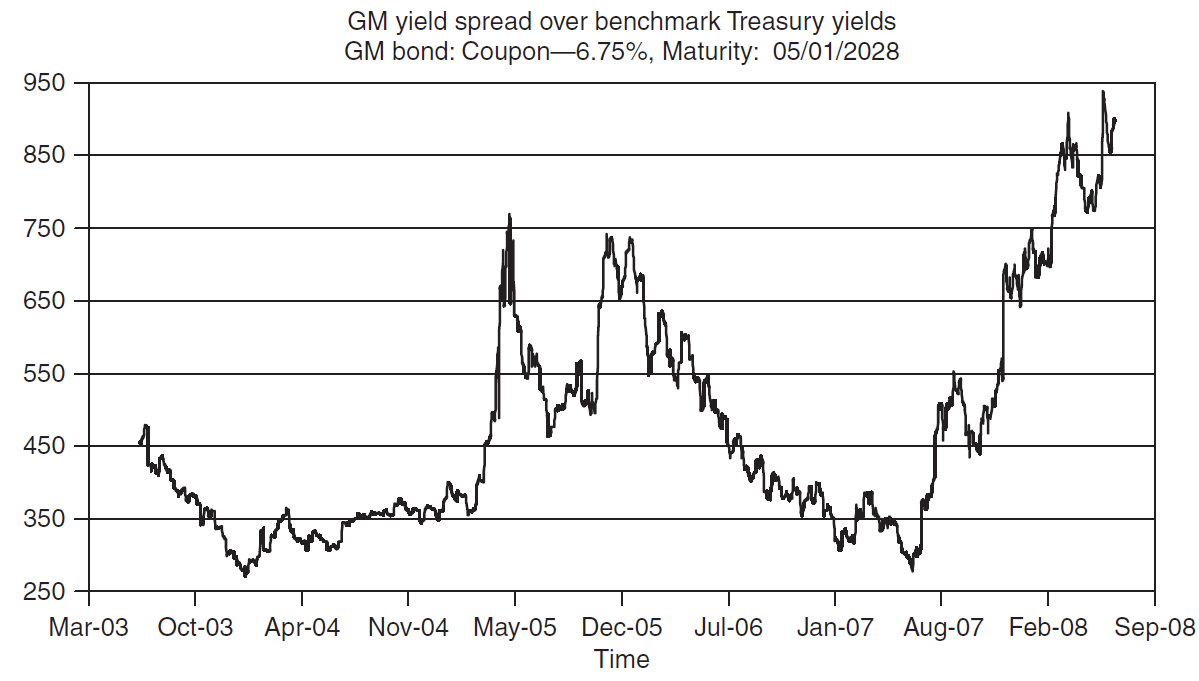 GM yield spread over benchmark Treasury yields
GM bond: Coupon—6.75%, Maturity: 05/01/2028
950
850
750
650
550
450
350
250
Mar-03 Oct-03 Apr-04 Nov-04 May-05 Dec-05 Jul-06 Jan-07 Aug-07 Feb-08 Sep-08
Time